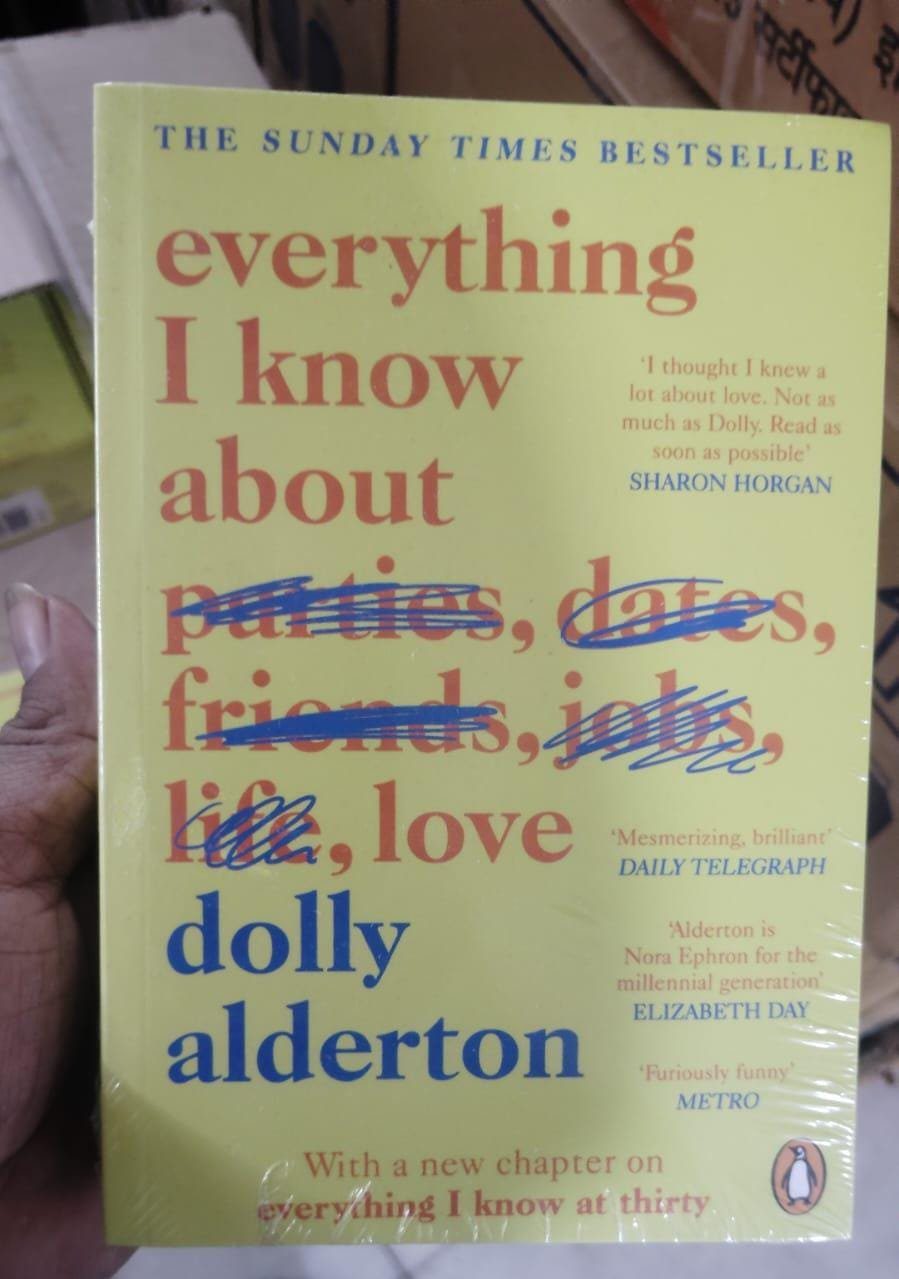 THE SUNDAY TIMES BESTSELLER
everything
I know
about
parties, dates,
friends, jobs,
life, love
dolly
alderton
'I thought I knew a
lot about love. Not as
much as Dolly. Read as
soon as possible'
SHARON HORGAN
'Mesmerizing, brilliant'
DAILY TELEGRAPH
'Alderton is
Nora Ephron for the
millennial generation'
ELIZABETH DAY
'Furiously funny'
METRO
With a new chapter on
everything I know at thirty